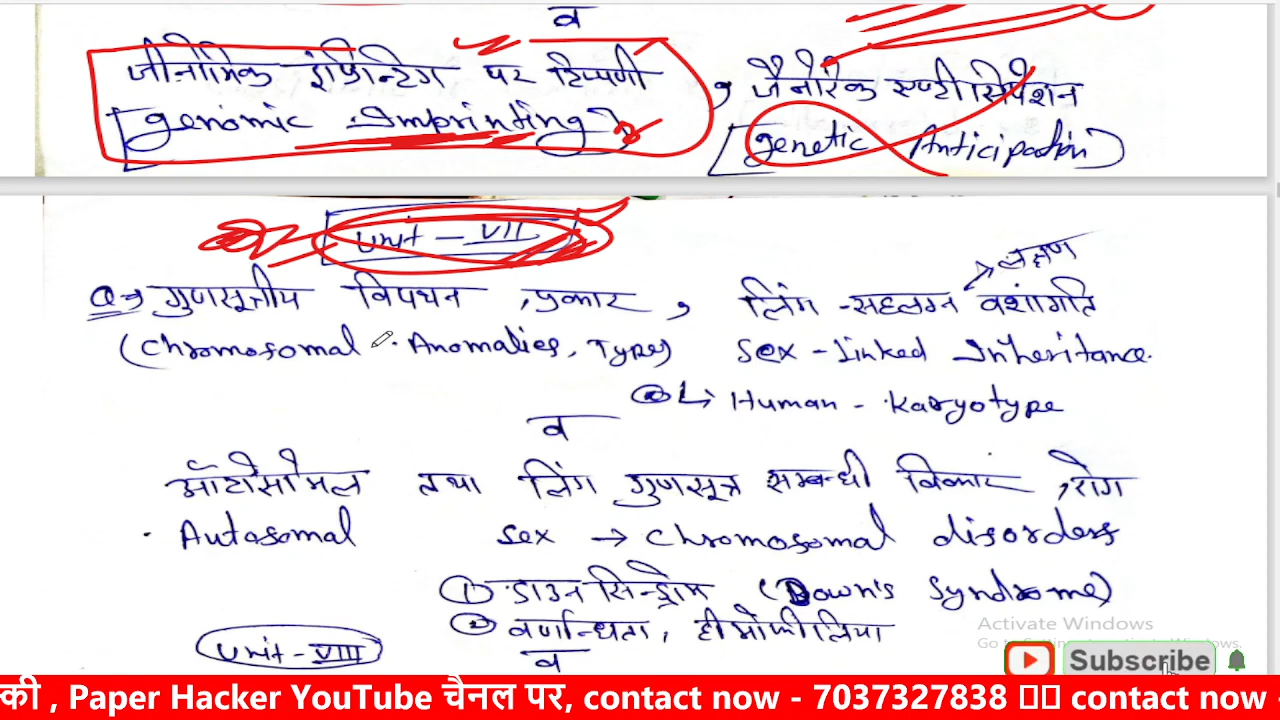 व
जीनोमिक इंप्रिन्टिंग पर टिप्पणी , जेनेटिक एण्टीसिपेशन
[genomic Imprinting] [genetic Anticipation]
Unit - VII
लक्षण
Q→ गुणसूत्रीय विपथन , प्रकार , लिंग-सहलग्न वंशागति
(Chromosomal Anomalies, Types) Sex-linked Inheritance.
② ↳ Human - Karyotype
व
ऑटोसोमल तथा लिंग गुणसूत्र सम्बन्धी विकार , रोग
Autosomal Sex → Chromosomal disorders
① डाउन सिन्ड्रोम (Down's Syndrome)
② वर्णान्धता , हीमोफीलिया
Unit-VIII व
Activate Windows
Subscribe
की , Paper Hacker YouTube चैनल पर, contact now - 7037327838 contact now